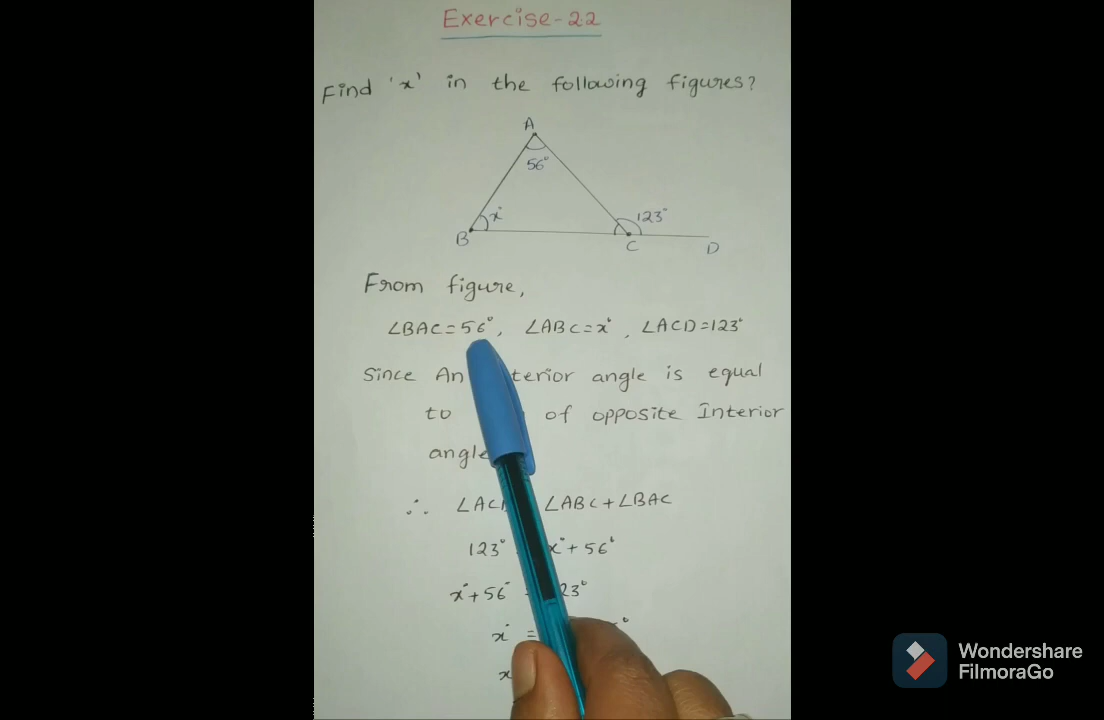 Exercise-22
Find 'x' in the following figures?
A
56°
x°
123°
B
C
D
From figure,
∠BAC=56°, ∠ABC=x°, ∠ACD=123°
Since An terior angle is equal
to of opposite Interior
angle
∴ ∠AC ∠ABC+∠BAC
123° x°+56°
x°+56° 23°
x° =
x
Wondershare
FilmoraGo